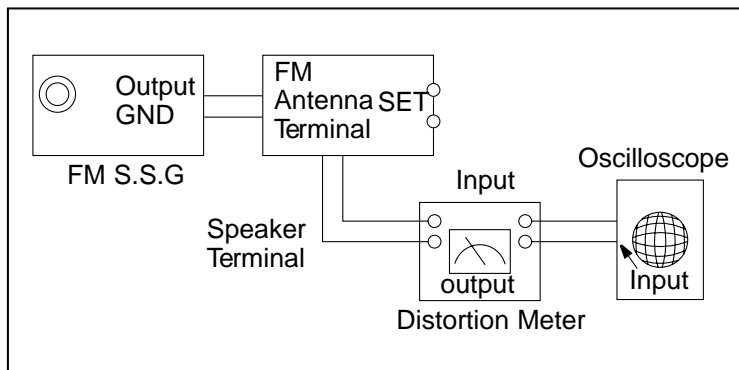 Output
GND
FM S.S.G
FM
Antenna SET
Terminal
Speaker
Terminal
Input
output
Distortion Meter
Oscilloscope
Input